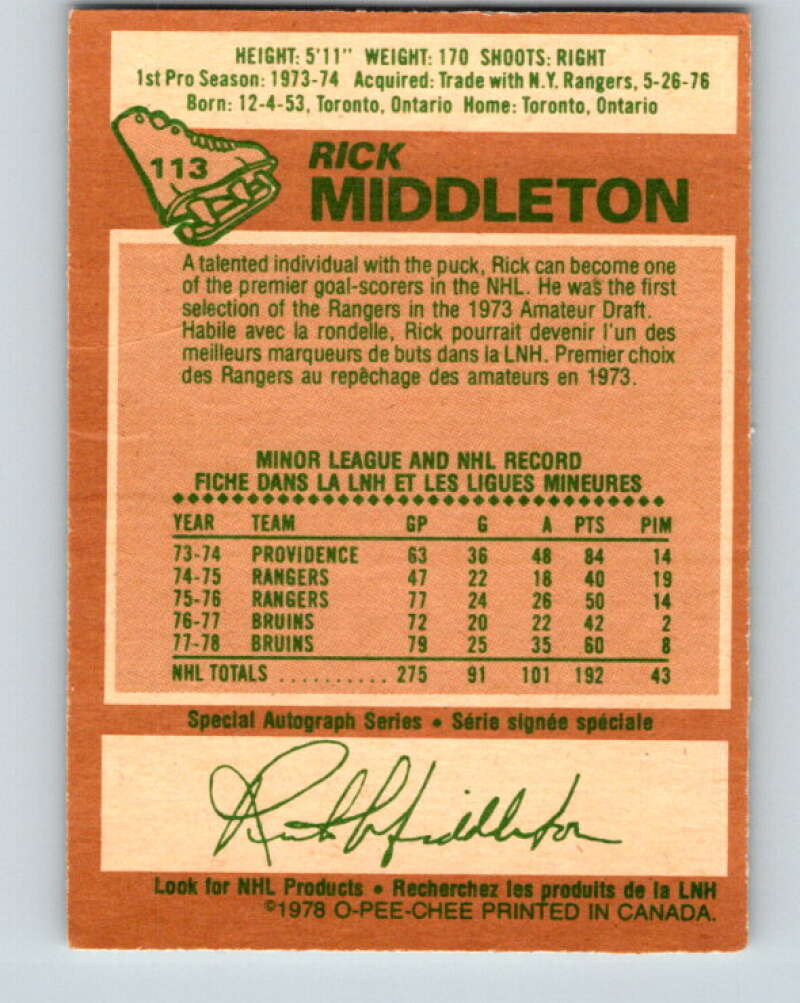 HEIGHT: 5'11" WEIGHT: 170 SHOOTS: RIGHT
1st Pro Season: 1973-74 Acquired: Trade with N.Y. Rangers, 5-26-76
Born: 12-4-53, Toronto, Ontario Home: Toronto, Ontario
113
RICK
MIDDLETON
A talented individual with the puck, Rick can become one
of the premier goal-scorers in the NHL. He was the first
selection of the Rangers in the 1973 Amateur Draft.
Habile avec la rondelle, Rick pourrait devenir l'un des
meilleurs marqueurs de buts dans la LNH. Premier choix
des Rangers au repêchage des amateurs en 1973.
MINOR LEAGUE AND NHL RECORD
FICHE DANS LA LNH ET LES LIGUES MINEURES
YEAR TEAM GP G A PTS PIM
73-74 PROVIDENCE 63 36 48 84 14
74-75 RANGERS 47 22 18 40 19
75-76 RANGERS 77 24 26 50 14
76-77 BRUINS 72 20 22 42 2
77-78 BRUINS 79 25 35 60 8
NHL TOTALS .......... 275 91 101 192 43
Special Autograph Series • Série signée spéciale
Rick Middleton
Look for NHL Products • Recherchez les produits de la LNH
©1978 O-PEE-CHEE PRINTED IN CANADA.